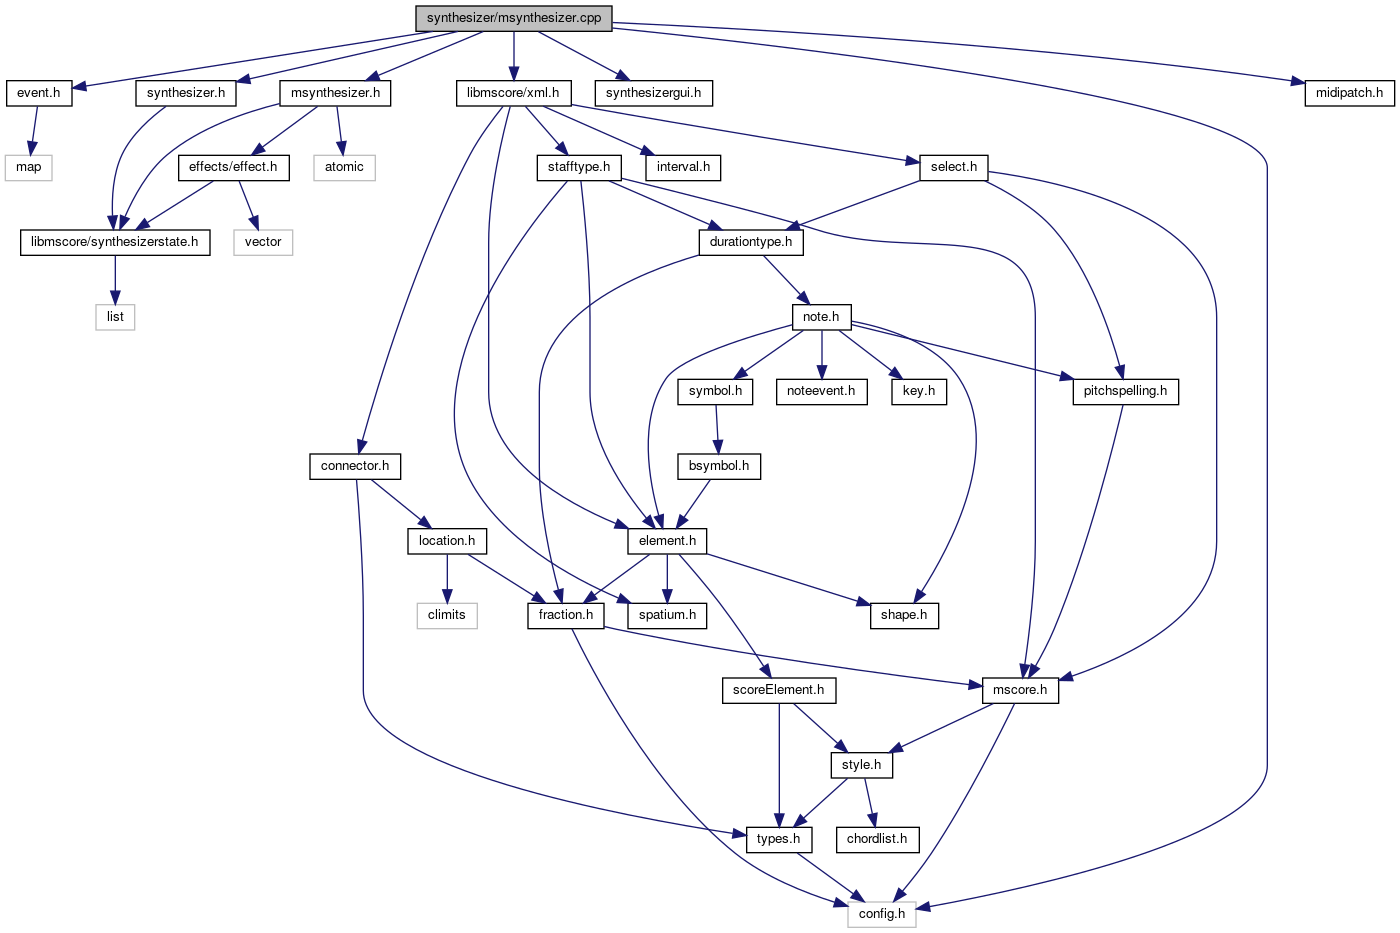 synthesizer/msynthesizer.cpp
event.h
synthesizer.h
msynthesizer.h
libmscore/xml.h
synthesizergui.h
midipatch.h
map
effects/effect.h
atomic
stafftype.h
interval.h
select.h
libmscore/synthesizerstate.h
vector
durationtype.h
list
note.h
symbol.h
noteevent.h
key.h
pitchspelling.h
connector.h
bsymbol.h
location.h
element.h
climits
fraction.h
spatium.h
shape.h
scoreElement.h
mscore.h
style.h
types.h
chordlist.h
config.h